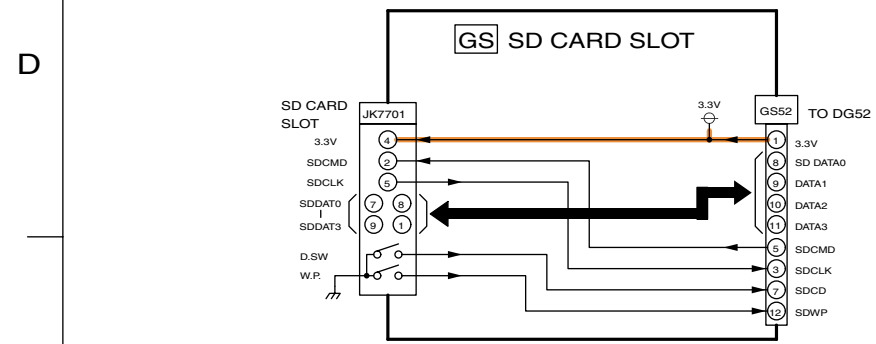 D
GS SD CARD SLOT
SD CARD
SLOT
JK7701
3.3V
GS52
TO DG52
3.3V
4
1
3.3V
SDCMD
2
8
SD DATA0
SDCLK
5
9
DATA1
SDDAT0
7
8
10
DATA2
SDDAT3
9
1
11
DATA3
5
SDCMD
D.SW
3
SDCLK
W.P.
7
SDCD
12
SDWP